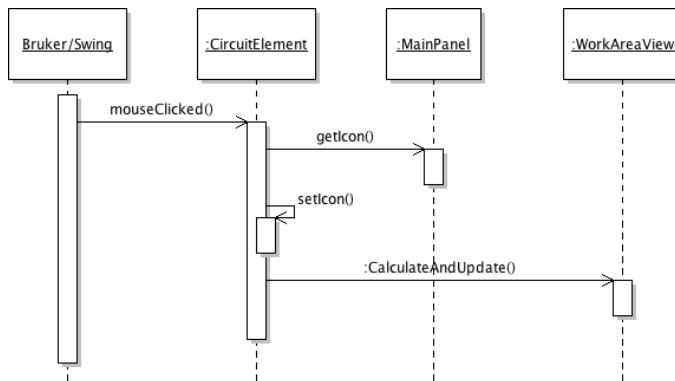 Bruker/Swing
:CircuitElement
:MainPanel
:WorkAreaView
mouseClicked()
getIcon()
setIcon()
:CalculateAndUpdate()